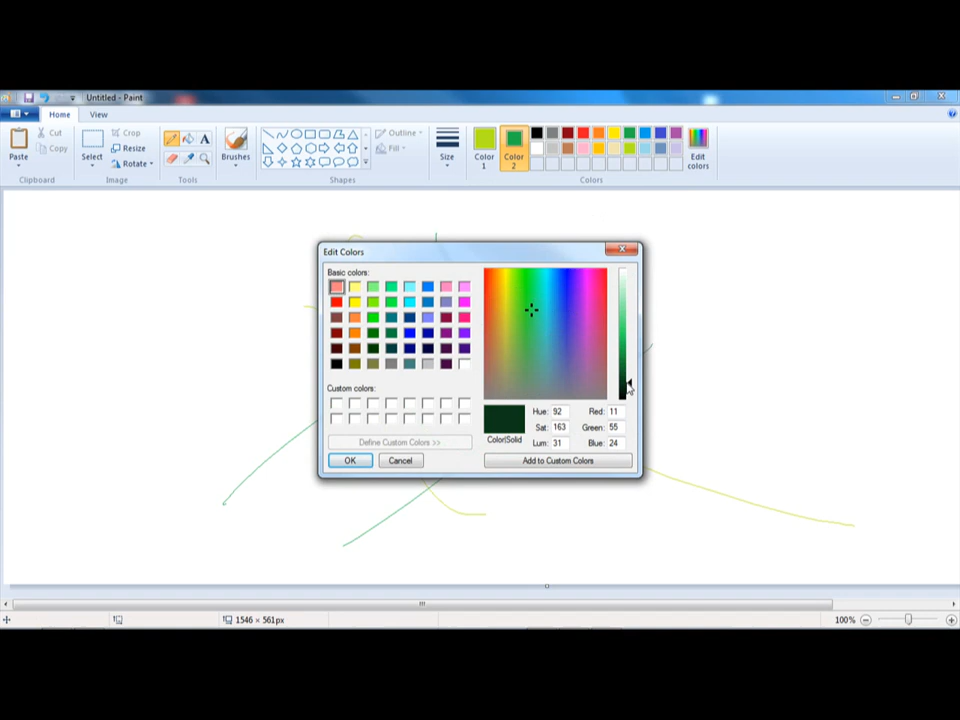 Untitled - Paint
Home View
Paste
Cut
Copy
Clipboard
Select
Crop
Resize
Rotate
Image
A
Tools
Brushes
Outline
Fill
Shapes
Size
Color 1
Color 2
Edit colors
Colors
Edit Colors
Basic colors:
Custom colors:
Define Custom Colors >>
OK Cancel
Color|Solid
Hue: 92 Red: 11
Sat: 163 Green: 55
Lum: 31 Blue: 24
Add to Custom Colors
1546 × 561px
100%